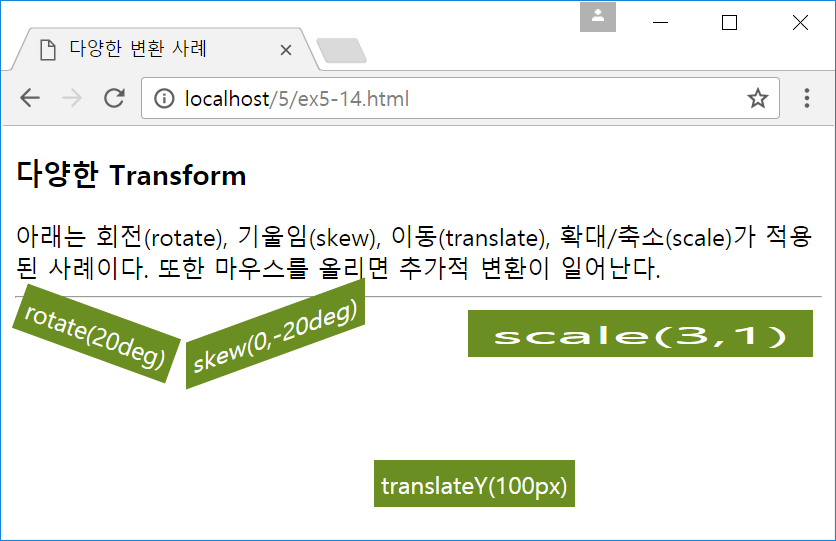 다양한 변환 사례
localhost/5/ex5-14.html
다양한 Transform
아래는 회전(rotate), 기울임(skew), 이동(translate), 확대/축소(scale)가 적용
된 사례이다. 또한 마우스를 올리면 추가적 변환이 일어난다.
rotate(20deg)
skew(0,-20deg)
scale(3,1)
translateY(100px)